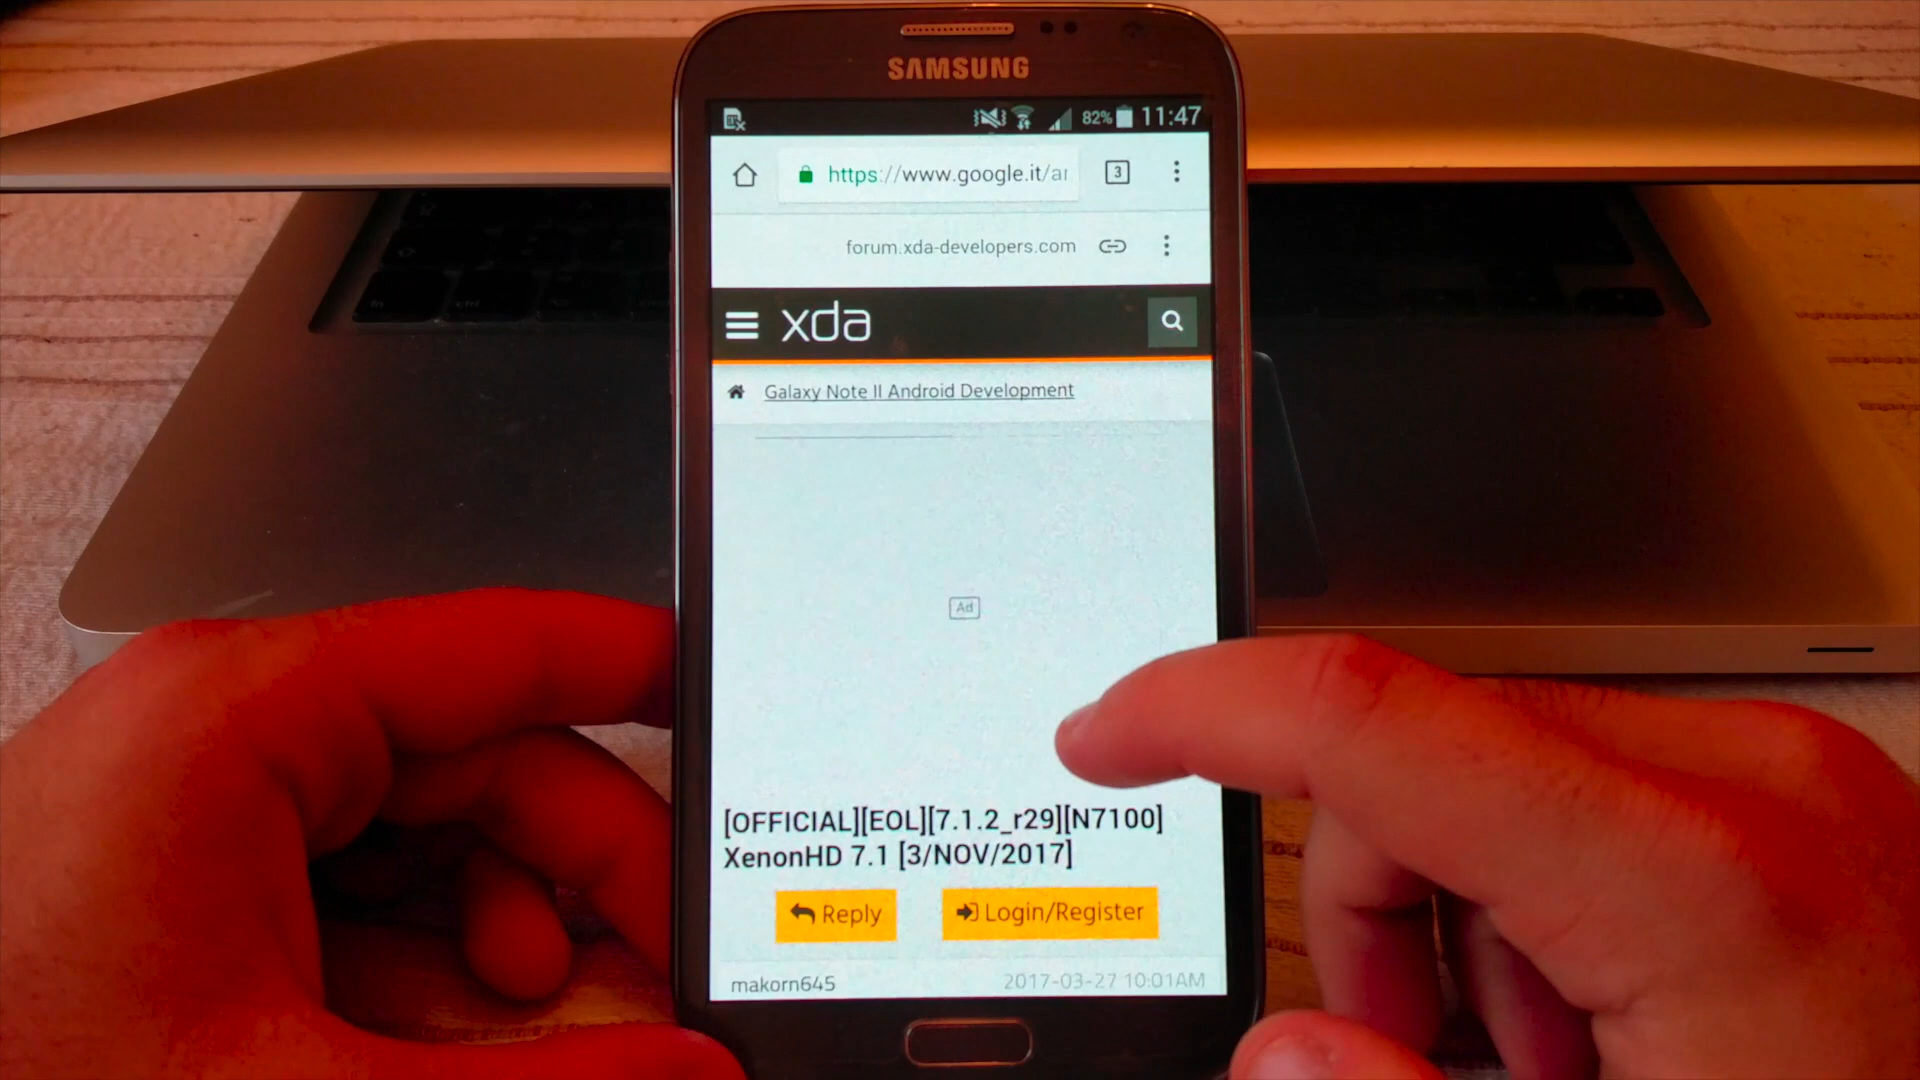 SAMSUNG
82% 11:47
https://www.google.it/ar
3
forum.xda-developers.com
xda
Galaxy Note II Android Development
Ad
[OFFICIAL][EOL][7.1.2_r29][N7100]
XenonHD 7.1 [3/NOV/2017]
Reply
Login/Register
makorn645
2017-03-27 10:01AM
fn
ctrl